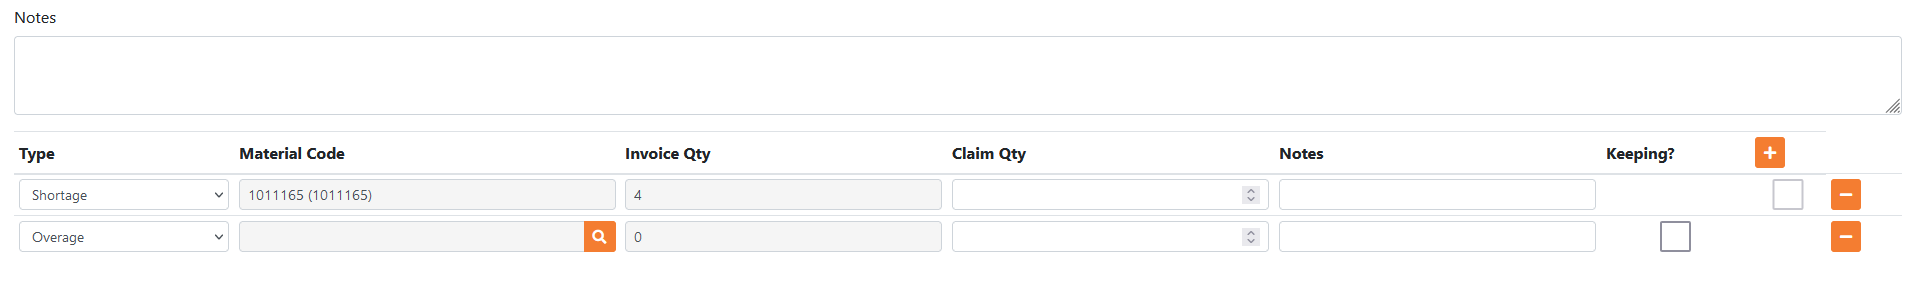 Notes
Type Material Code Invoice Qty Claim Qty Notes Keeping? +
Shortage 1011165 (1011165) 4 −
Overage 0 −